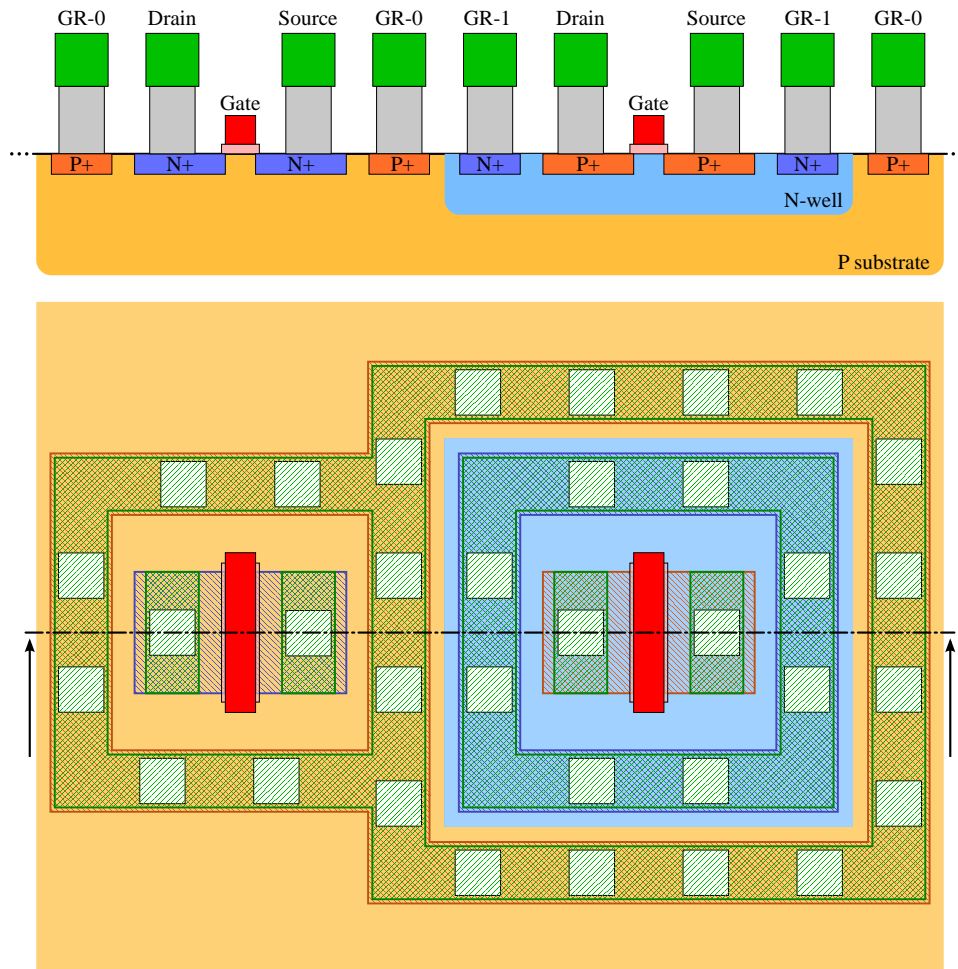 GR-0 Drain Source GR-0 GR-1 Drain Source GR-1 GR-0
Gate Gate
P+ N+ N+ P+ N+ P+ P+ N+ P+
N-well
P substrate